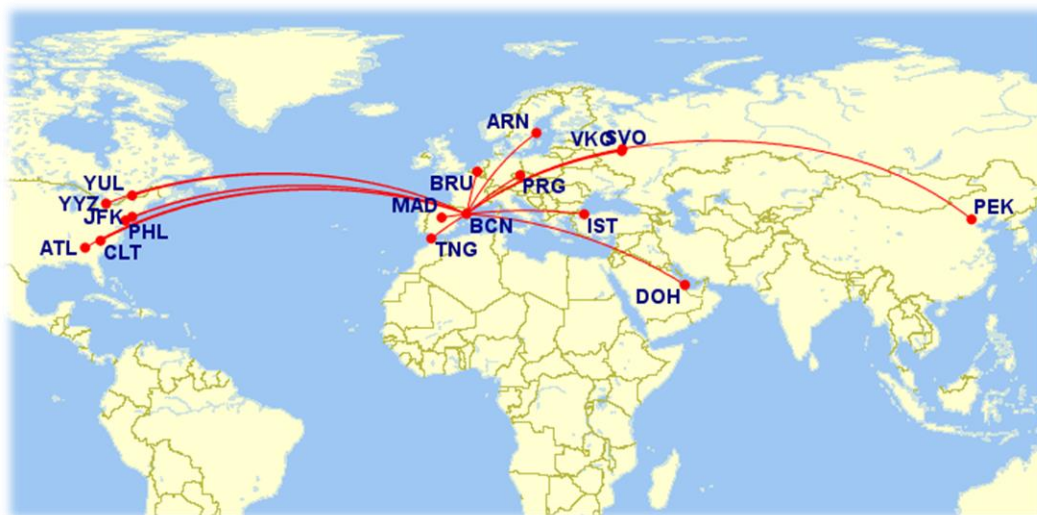 ARN
VKO
SVO
YUL
BRU
PRG
YYZ
MAD
JFK
PHL
BCN
IST
PEK
ATL
CLT
TNG
DOH